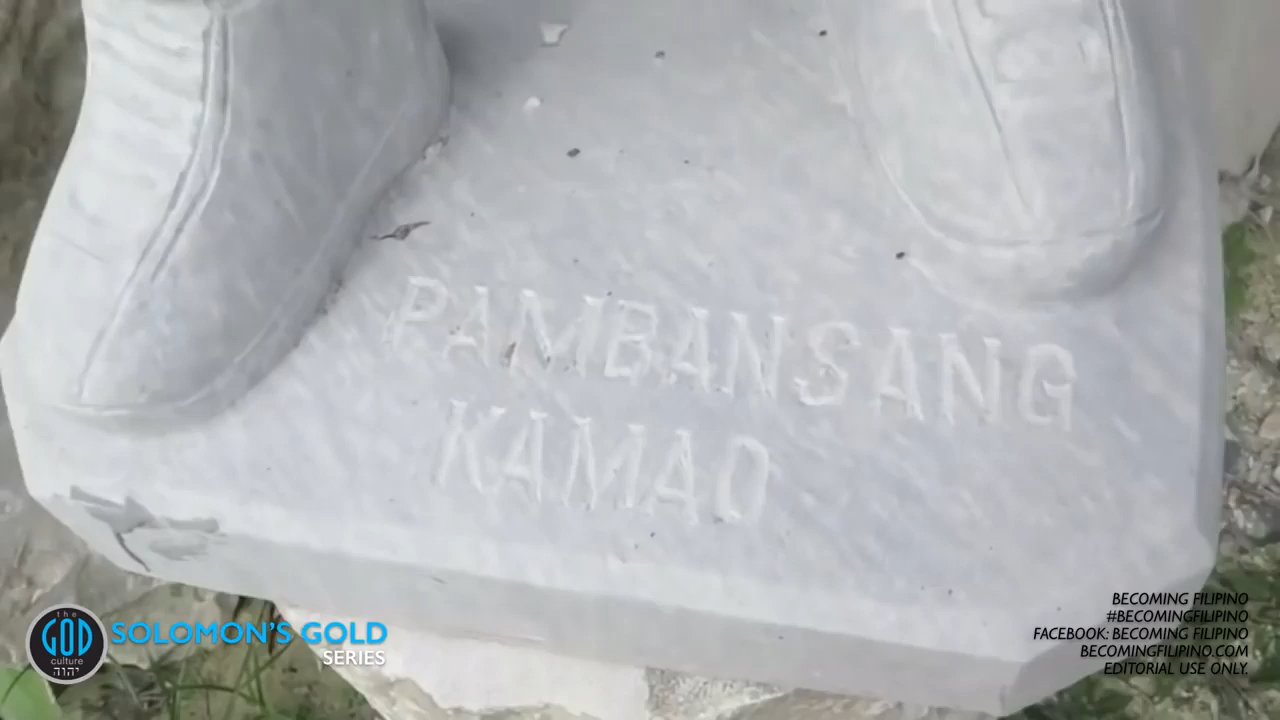 PAMBANSANG
KAMAO
the
GOD
culture
יהוה
SOLOMON'S GOLD
SERIES
BECOMING FILIPINO
#BECOMINGFILIPINO
FACEBOOK: BECOMING FILIPINO
BECOMINGFILIPINO.COM
EDITORIAL USE ONLY.